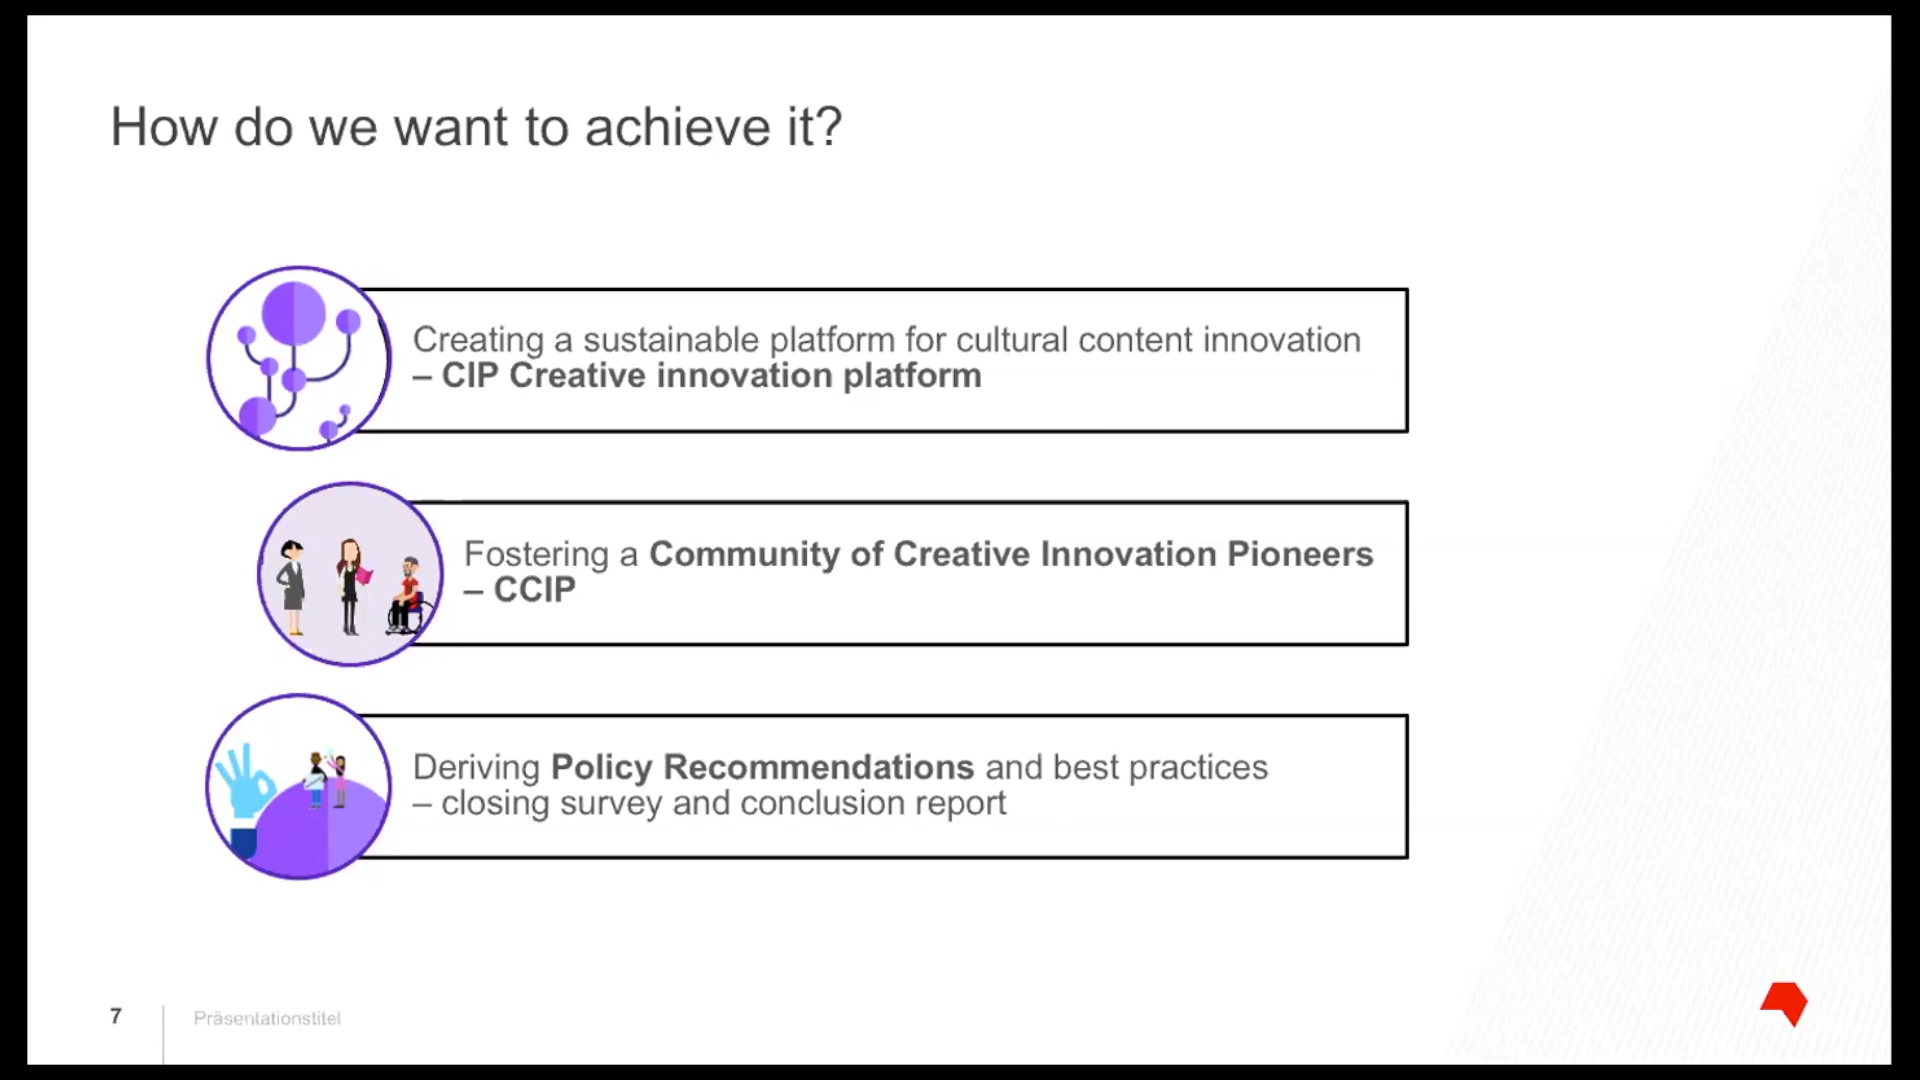 How do we want to achieve it?
Creating a sustainable platform for cultural content innovation
– CIP Creative innovation platform
Fostering a Community of Creative Innovation Pioneers
– CCIP
Deriving Policy Recommendations and best practices
– closing survey and conclusion report
7
Präsentationstitel